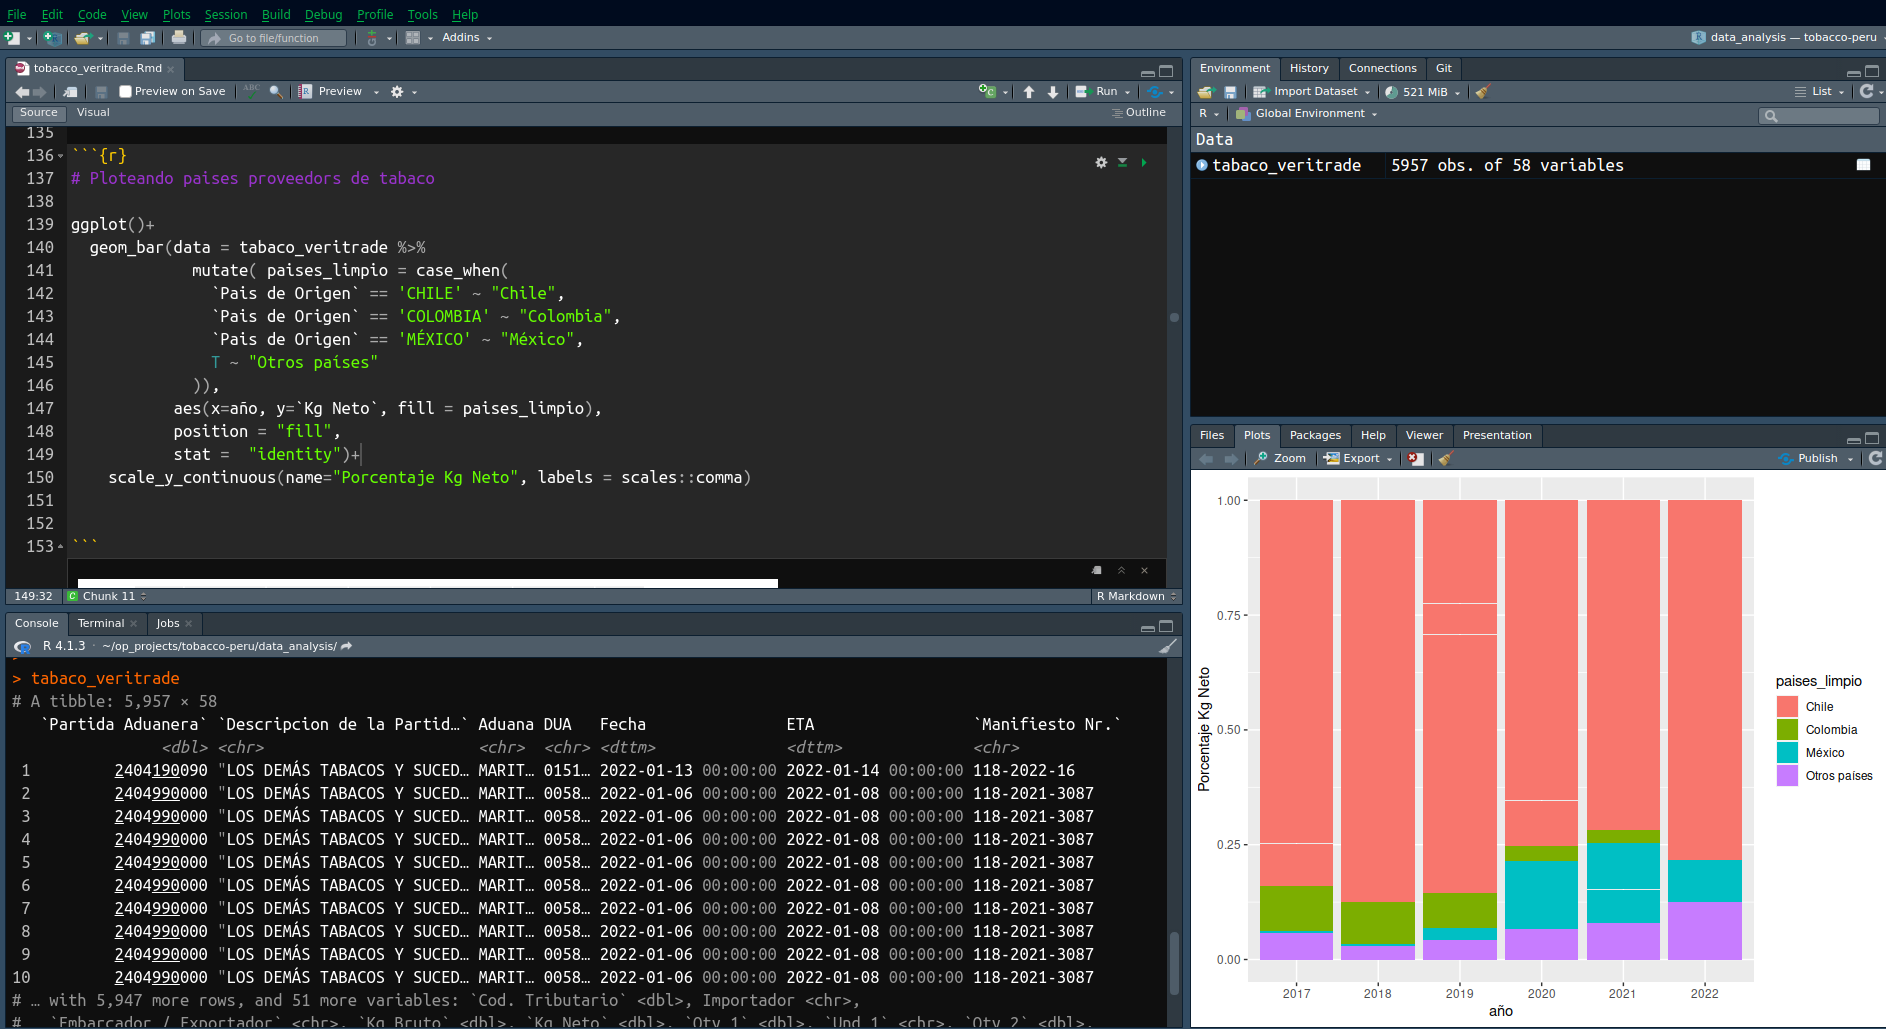 File Edit Code View Plots Session Build Debug Profile Tools Help
Go to file/function Addins data_analysis — tobacco-peru
tobacco_veritrade.Rmd
Preview on Save ABC Preview Run
Source Visual Outline
135
136 ```{r}
137 # Ploteando paises proveedors de tabaco
138
139 ggplot()+
140 geom_bar(data = tabaco_veritrade %>%
141 mutate( paises_limpio = case_when(
142 `Pais de Origen` == 'CHILE' ~ "Chile",
143 `Pais de Origen` == 'COLOMBIA' ~ "Colombia",
144 `Pais de Origen` == 'MÉXICO' ~ "México",
145 T ~ "Otros países"
146 )),
147 aes(x=año, y=`Kg Neto`, fill = paises_limpio),
148 position = "fill",
149 stat =  "identity")+
150 scale_y_continuous(name="Porcentaje Kg Neto", labels = scales::comma)
151
152
153 ```
149:32 C Chunk 11 R Markdown
Console Terminal Jobs
R 4.1.3 · ~/op_projects/tobacco-peru/data_analysis/
> tabaco_veritrade
# A tibble: 5,957 × 58
`Partida Aduanera` `Descripcion de la Partid…` Aduana DUA Fecha ETA `Manifiesto Nr.`
<dbl> <chr> <chr> <chr> <dttm> <dttm> <chr>
1 2404190090 "LOS DEMÁS TABACOS Y SUCED… MARIT… 0151… 2022-01-13 00:00:00 2022-01-14 00:00:00 118-2022-16
2 2404990000 "LOS DEMÁS TABACOS Y SUCED… MARIT… 0058… 2022-01-06 00:00:00 2022-01-08 00:00:00 118-2021-3087
3 2404990000 "LOS DEMÁS TABACOS Y SUCED… MARIT… 0058… 2022-01-06 00:00:00 2022-01-08 00:00:00 118-2021-3087
4 2404990000 "LOS DEMÁS TABACOS Y SUCED… MARIT… 0058… 2022-01-06 00:00:00 2022-01-08 00:00:00 118-2021-3087
5 2404990000 "LOS DEMÁS TABACOS Y SUCED… MARIT… 0058… 2022-01-06 00:00:00 2022-01-08 00:00:00 118-2021-3087
6 2404990000 "LOS DEMÁS TABACOS Y SUCED… MARIT… 0058… 2022-01-06 00:00:00 2022-01-08 00:00:00 118-2021-3087
7 2404990000 "LOS DEMÁS TABACOS Y SUCED… MARIT… 0058… 2022-01-06 00:00:00 2022-01-08 00:00:00 118-2021-3087
8 2404990000 "LOS DEMÁS TABACOS Y SUCED… MARIT… 0058… 2022-01-06 00:00:00 2022-01-08 00:00:00 118-2021-3087
9 2404990000 "LOS DEMÁS TABACOS Y SUCED… MARIT… 0058… 2022-01-06 00:00:00 2022-01-08 00:00:00 118-2021-3087
10 2404990000 "LOS DEMÁS TABACOS Y SUCED… MARIT… 0058… 2022-01-06 00:00:00 2022-01-08 00:00:00 118-2021-3087
# … with 5,947 more rows, and 51 more variables: `Cod. Tributario` <dbl>, Importador <chr>,
# `Embarcador / Exportador` <chr>, `Kg Bruto` <dbl>, `Kg Neto` <dbl>, `Qty 1` <dbl>, `Und 1` <chr>, `Qty 2` <dbl>,
Environment History Connections Git
Import Dataset 521 MiB List
R Global Environment
Data
tabaco_veritrade 5957 obs. of 58 variables
Files Plots Packages Help Viewer Presentation
Zoom Export Publish
1.00
0.75
0.50
0.25
0.00
Porcentaje Kg Neto
2017 2018 2019 2020 2021 2022
año
paises_limpio
Chile
Colombia
México
Otros países